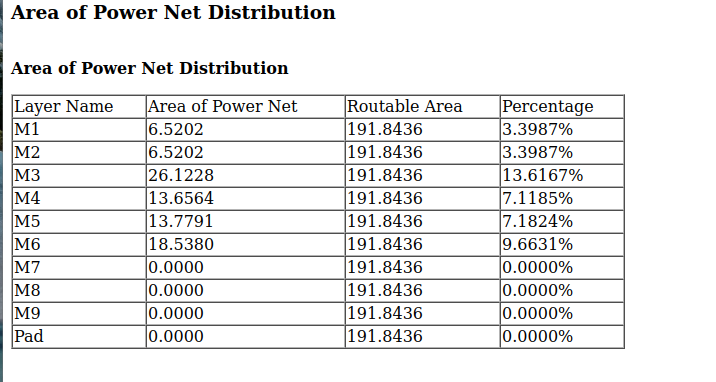 Area of Power Net Distribution
Area of Power Net Distribution
Layer Name Area of Power Net Routable Area Percentage
M1 6.5202 191.8436 3.3987%
M2 6.5202 191.8436 3.3987%
M3 26.1228 191.8436 13.6167%
M4 13.6564 191.8436 7.1185%
M5 13.7791 191.8436 7.1824%
M6 18.5380 191.8436 9.6631%
M7 0.0000 191.8436 0.0000%
M8 0.0000 191.8436 0.0000%
M9 0.0000 191.8436 0.0000%
Pad 0.0000 191.8436 0.0000%